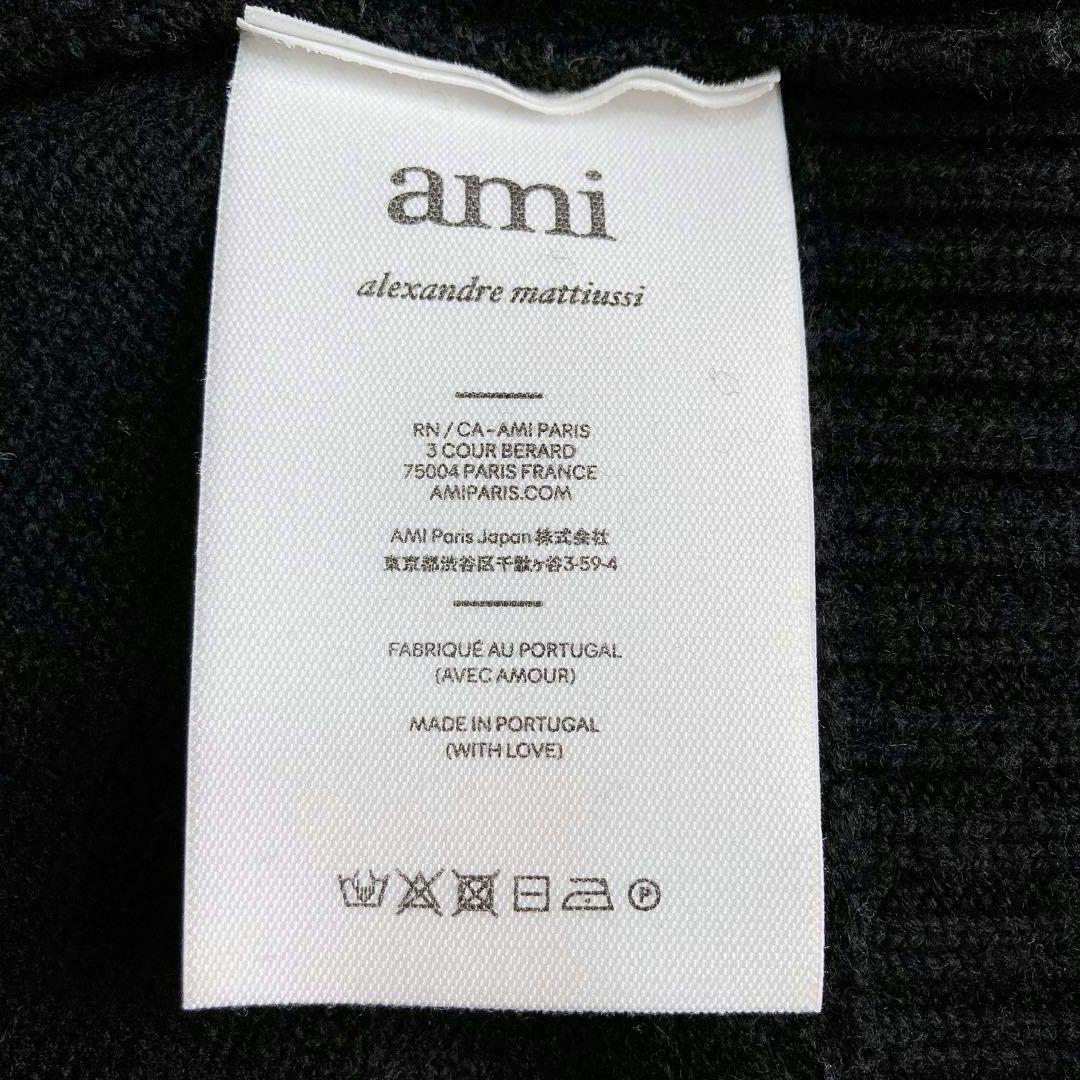 ami
alexandre mattiussi
RN / CA - AMI PARIS
3 COUR BERARD
75004 PARIS FRANCE
AMIPARIS.COM
AMI Paris Japan 株式会社
東京都渋谷区千駄ヶ谷3-59-4
FABRIQUÉ AU PORTUGAL
(AVEC AMOUR)
MADE IN PORTUGAL
(WITH LOVE)
P